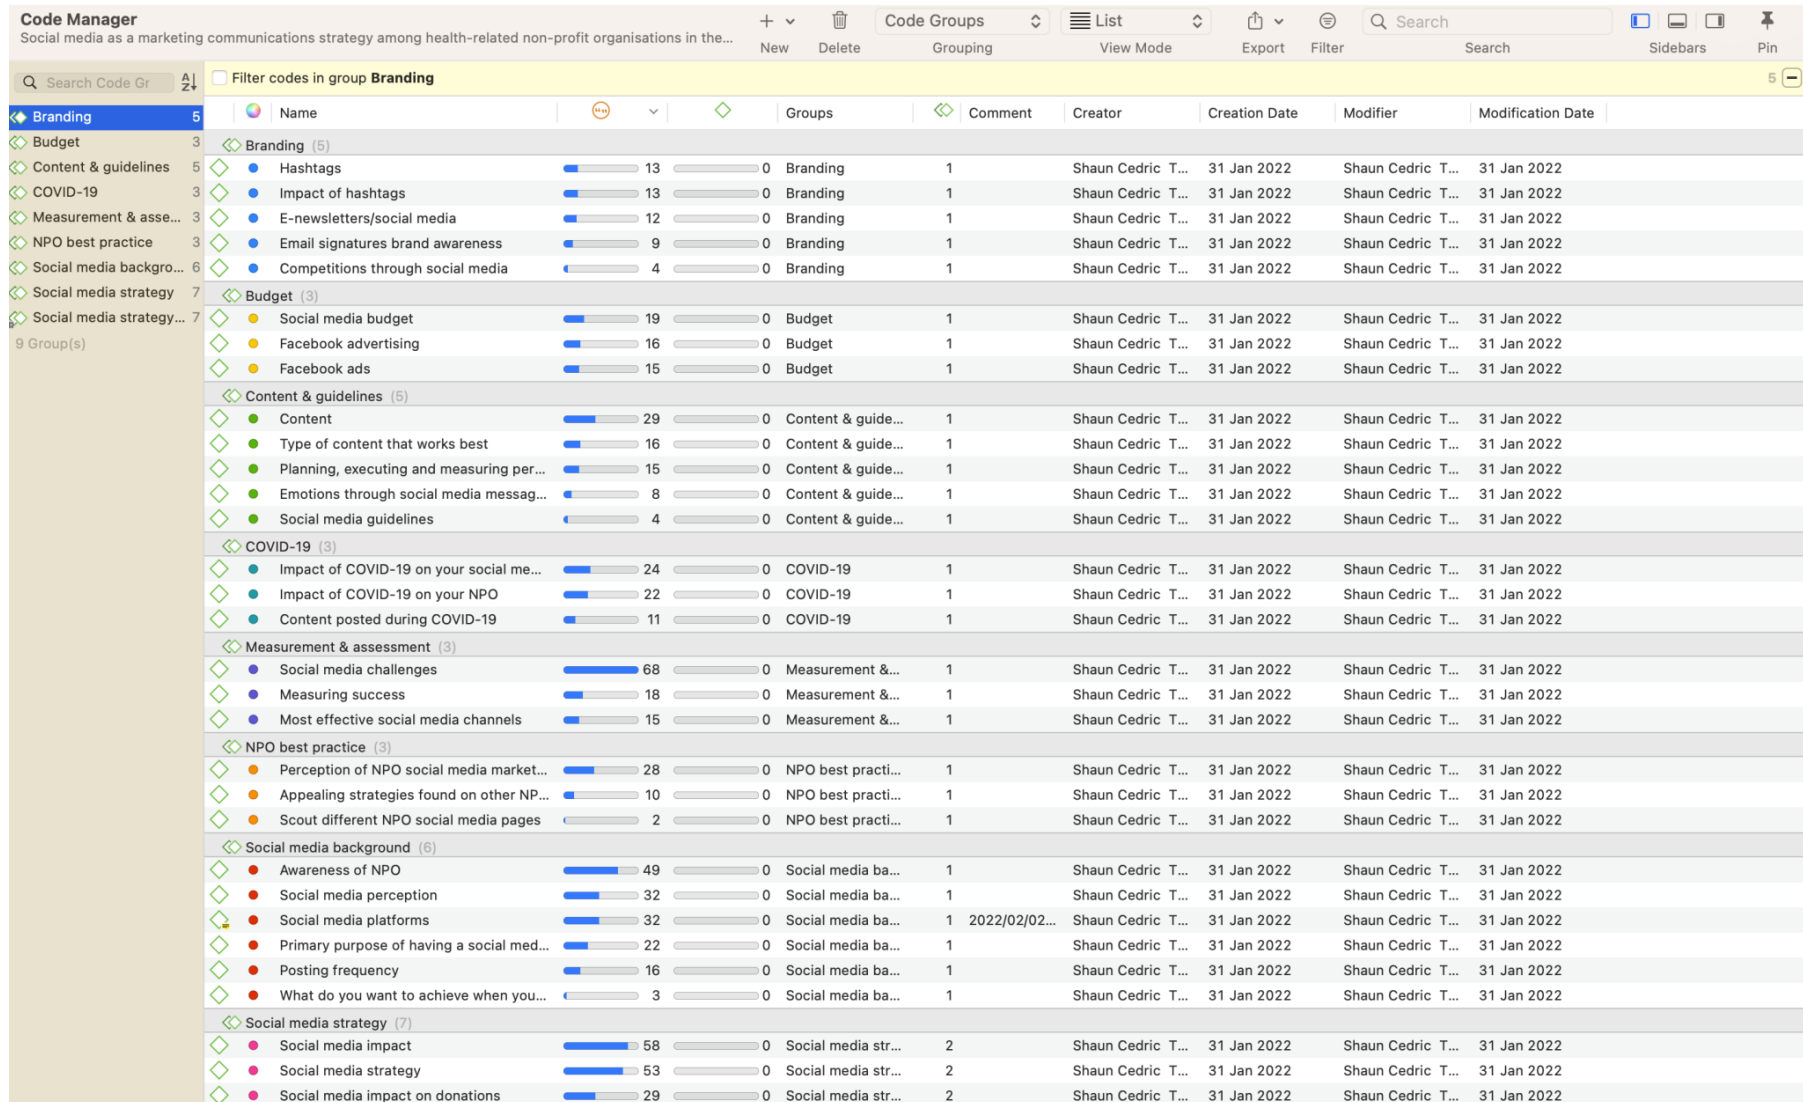 Code Manager
Social media as a marketing communications strategy among health-related non-profit organisations in the...
New Delete Code Groups Grouping List View Mode Export Filter Search Search Sidebars Pin
Search Code Gr
Branding 5
Budget 3
Content & guidelines 5
COVID-19 3
Measurement & asse... 3
NPO best practice 3
Social media backgro... 6
Social media strategy 7
Social media strategy... 7
9 Group(s)
Filter codes in group Branding 5
Name Groups Comment Creator Creation Date Modifier Modification Date
Branding (5)
Hashtags 13 0 Branding 1 Shaun Cedric T... 31 Jan 2022 Shaun Cedric T... 31 Jan 2022
Impact of hashtags 13 0 Branding 1 Shaun Cedric T... 31 Jan 2022 Shaun Cedric T... 31 Jan 2022
E-newsletters/social media 12 0 Branding 1 Shaun Cedric T... 31 Jan 2022 Shaun Cedric T... 31 Jan 2022
Email signatures brand awareness 9 0 Branding 1 Shaun Cedric T... 31 Jan 2022 Shaun Cedric T... 31 Jan 2022
Competitions through social media 4 0 Branding 1 Shaun Cedric T... 31 Jan 2022 Shaun Cedric T... 31 Jan 2022
Budget (3)
Social media budget 19 0 Budget 1 Shaun Cedric T... 31 Jan 2022 Shaun Cedric T... 31 Jan 2022
Facebook advertising 16 0 Budget 1 Shaun Cedric T... 31 Jan 2022 Shaun Cedric T... 31 Jan 2022
Facebook ads 15 0 Budget 1 Shaun Cedric T... 31 Jan 2022 Shaun Cedric T... 31 Jan 2022
Content & guidelines (5)
Content 29 0 Content & guide... 1 Shaun Cedric T... 31 Jan 2022 Shaun Cedric T... 31 Jan 2022
Type of content that works best 16 0 Content & guide... 1 Shaun Cedric T... 31 Jan 2022 Shaun Cedric T... 31 Jan 2022
Planning, executing and measuring per... 15 0 Content & guide... 1 Shaun Cedric T... 31 Jan 2022 Shaun Cedric T... 31 Jan 2022
Emotions through social media messag... 8 0 Content & guide... 1 Shaun Cedric T... 31 Jan 2022 Shaun Cedric T... 31 Jan 2022
Social media guidelines 4 0 Content & guide... 1 Shaun Cedric T... 31 Jan 2022 Shaun Cedric T... 31 Jan 2022
COVID-19 (3)
Impact of COVID-19 on your social me... 24 0 COVID-19 1 Shaun Cedric T... 31 Jan 2022 Shaun Cedric T... 31 Jan 2022
Impact of COVID-19 on your NPO 22 0 COVID-19 1 Shaun Cedric T... 31 Jan 2022 Shaun Cedric T... 31 Jan 2022
Content posted during COVID-19 11 0 COVID-19 1 Shaun Cedric T... 31 Jan 2022 Shaun Cedric T... 31 Jan 2022
Measurement & assessment (3)
Social media challenges 68 0 Measurement &... 1 Shaun Cedric T... 31 Jan 2022 Shaun Cedric T... 31 Jan 2022
Measuring success 18 0 Measurement &... 1 Shaun Cedric T... 31 Jan 2022 Shaun Cedric T... 31 Jan 2022
Most effective social media channels 15 0 Measurement &... 1 Shaun Cedric T... 31 Jan 2022 Shaun Cedric T... 31 Jan 2022
NPO best practice (3)
Perception of NPO social media market... 28 0 NPO best practi... 1 Shaun Cedric T... 31 Jan 2022 Shaun Cedric T... 31 Jan 2022
Appealing strategies found on other NP... 10 0 NPO best practi... 1 Shaun Cedric T... 31 Jan 2022 Shaun Cedric T... 31 Jan 2022
Scout different NPO social media pages 2 0 NPO best practi... 1 Shaun Cedric T... 31 Jan 2022 Shaun Cedric T... 31 Jan 2022
Social media background (6)
Awareness of NPO 49 0 Social media ba... 1 Shaun Cedric T... 31 Jan 2022 Shaun Cedric T... 31 Jan 2022
Social media perception 32 0 Social media ba... 1 Shaun Cedric T... 31 Jan 2022 Shaun Cedric T... 31 Jan 2022
Social media platforms 32 0 Social media ba... 1 2022/02/02... Shaun Cedric T... 31 Jan 2022 Shaun Cedric T... 31 Jan 2022
Primary purpose of having a social med... 22 0 Social media ba... 1 Shaun Cedric T... 31 Jan 2022 Shaun Cedric T... 31 Jan 2022
Posting frequency 16 0 Social media ba... 1 Shaun Cedric T... 31 Jan 2022 Shaun Cedric T... 31 Jan 2022
What do you want to achieve when you... 3 0 Social media ba... 1 Shaun Cedric T... 31 Jan 2022 Shaun Cedric T... 31 Jan 2022
Social media strategy (7)
Social media impact 58 0 Social media str... 2 Shaun Cedric T... 31 Jan 2022 Shaun Cedric T... 31 Jan 2022
Social media strategy 53 0 Social media str... 2 Shaun Cedric T... 31 Jan 2022 Shaun Cedric T... 31 Jan 2022
Social media impact on donations 29 0 Social media str... 2 Shaun Cedric T... 31 Jan 2022 Shaun Cedric T... 31 Jan 2022